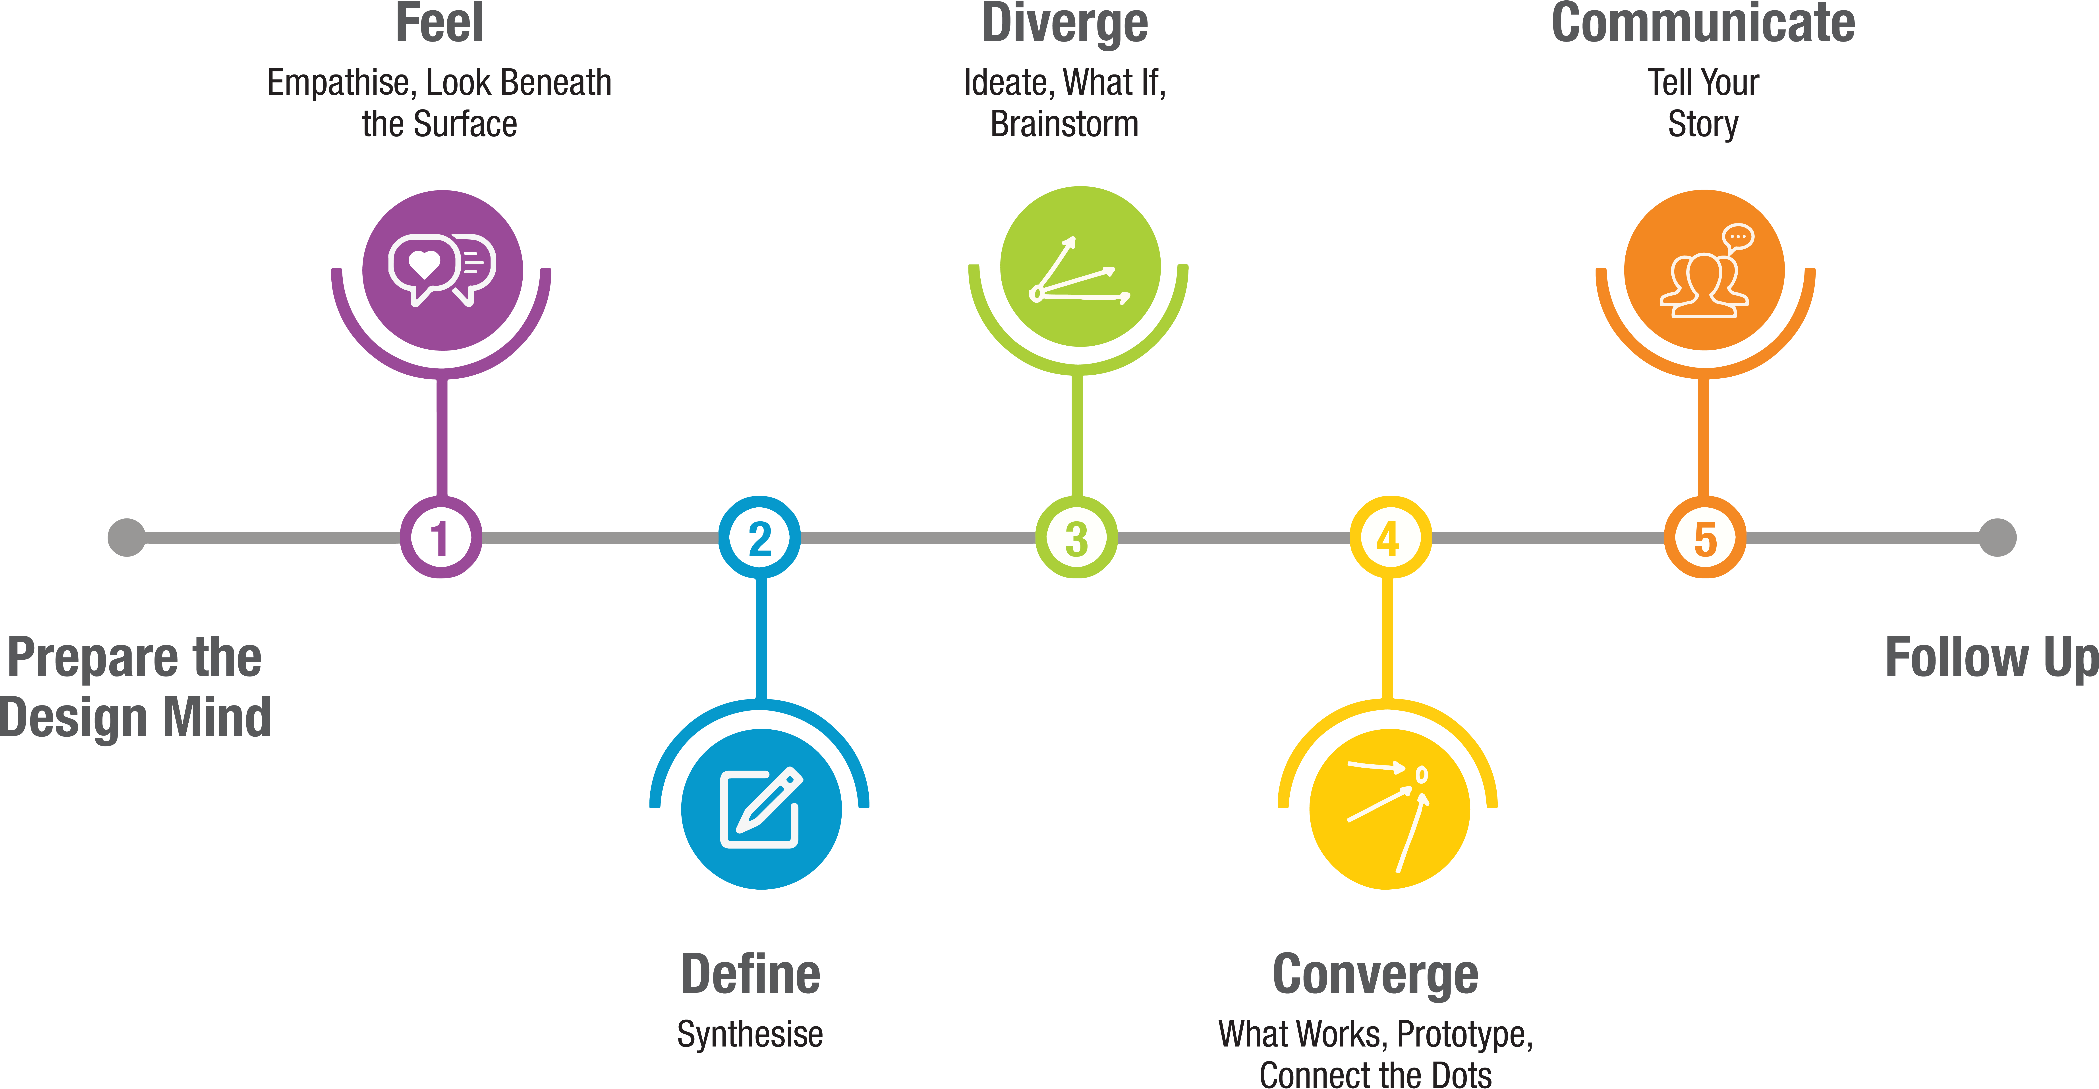 Feel
Empathise, Look Beneath
the Surface
Diverge
Ideate, What If,
Brainstorm
Communicate
Tell Your
Story
1
2
3
4
5
Prepare the
Design Mind
Follow Up
Define
Synthesise
Converge
What Works, Prototype,
Connect the Dots